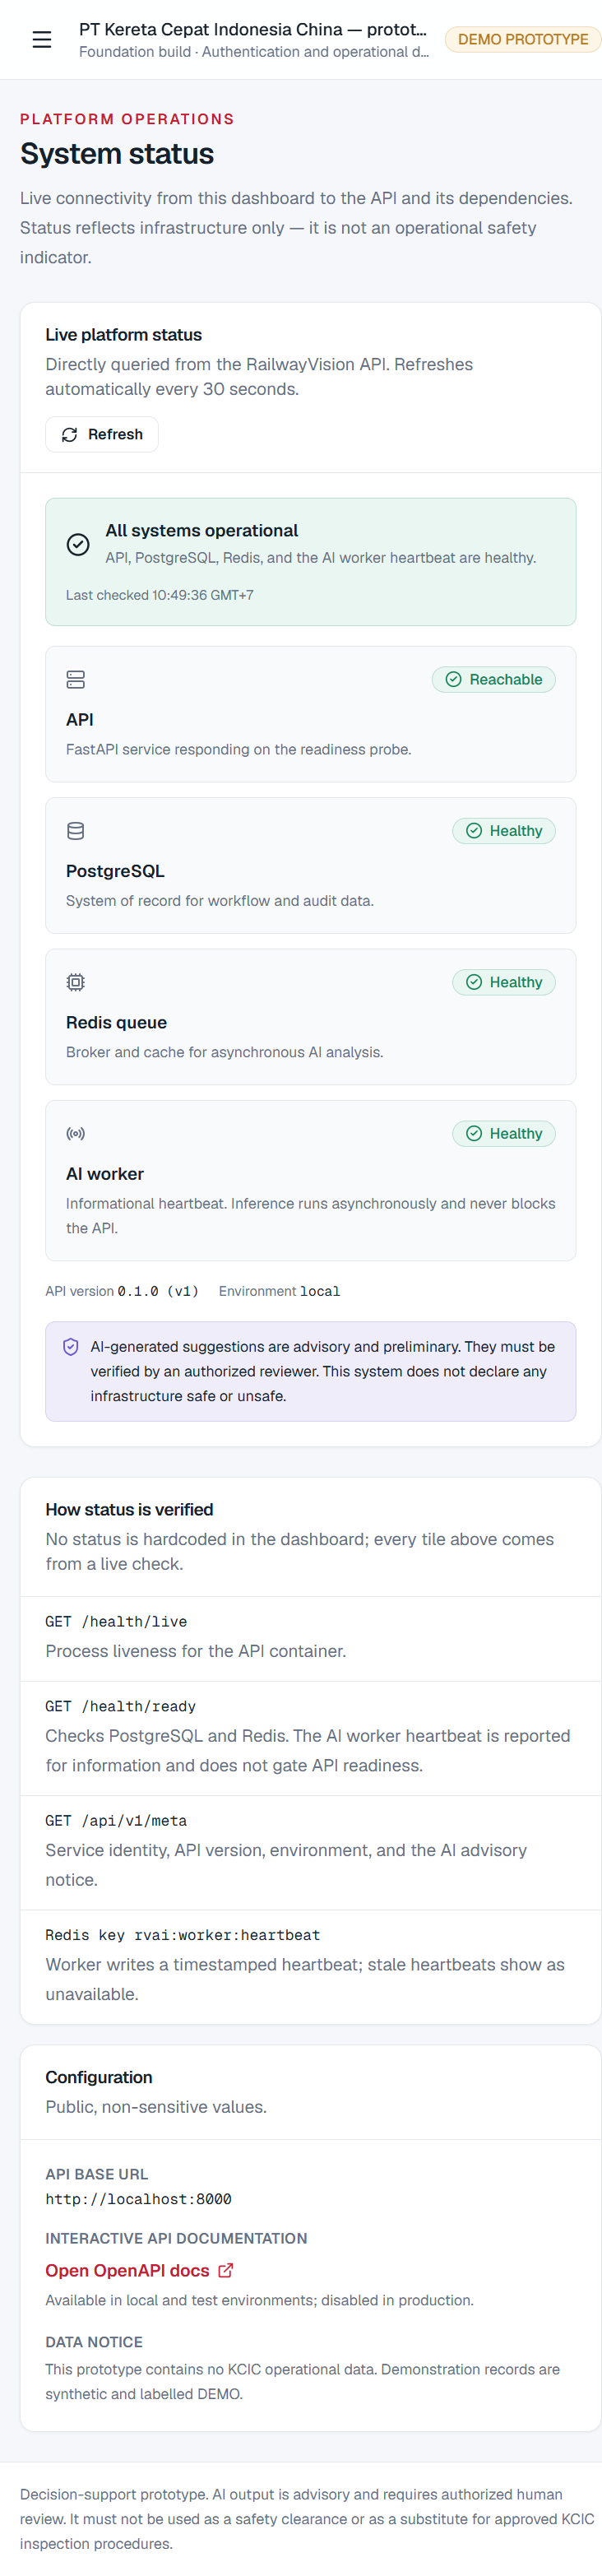 PT Kereta Cepat Indonesia China — protot...
Foundation build · Authentication and operational d...
DEMO PROTOTYPE
PLATFORM OPERATIONS
System status
Live connectivity from this dashboard to the API and its dependencies.
Status reflects infrastructure only — it is not an operational safety
indicator.
Live platform status
Directly queried from the RailwayVision API. Refreshes
automatically every 30 seconds.
Refresh
All systems operational
API, PostgreSQL, Redis, and the AI worker heartbeat are healthy.
Last checked 10:49:36 GMT+7
Reachable
API
FastAPI service responding on the readiness probe.
Healthy
PostgreSQL
System of record for workflow and audit data.
Healthy
Redis queue
Broker and cache for asynchronous AI analysis.
Healthy
AI worker
Informational heartbeat. Inference runs asynchronously and never blocks
the API.
API version 0.1.0 (v1) Environment local
AI-generated suggestions are advisory and preliminary. They must be
verified by an authorized reviewer. This system does not declare any
infrastructure safe or unsafe.
How status is verified
No status is hardcoded in the dashboard; every tile above comes
from a live check.
GET /health/live
Process liveness for the API container.
GET /health/ready
Checks PostgreSQL and Redis. The AI worker heartbeat is reported
for information and does not gate API readiness.
GET /api/v1/meta
Service identity, API version, environment, and the AI advisory
notice.
Redis key rvai:worker:heartbeat
Worker writes a timestamped heartbeat; stale heartbeats show as
unavailable.
Configuration
Public, non-sensitive values.
API BASE URL
http://localhost:8000
INTERACTIVE API DOCUMENTATION
Open OpenAPI docs
Available in local and test environments; disabled in production.
DATA NOTICE
This prototype contains no KCIC operational data. Demonstration records are
synthetic and labelled DEMO.
Decision-support prototype. AI output is advisory and requires authorized human
review. It must not be used as a safety clearance or as a substitute for approved KCIC
inspection procedures.